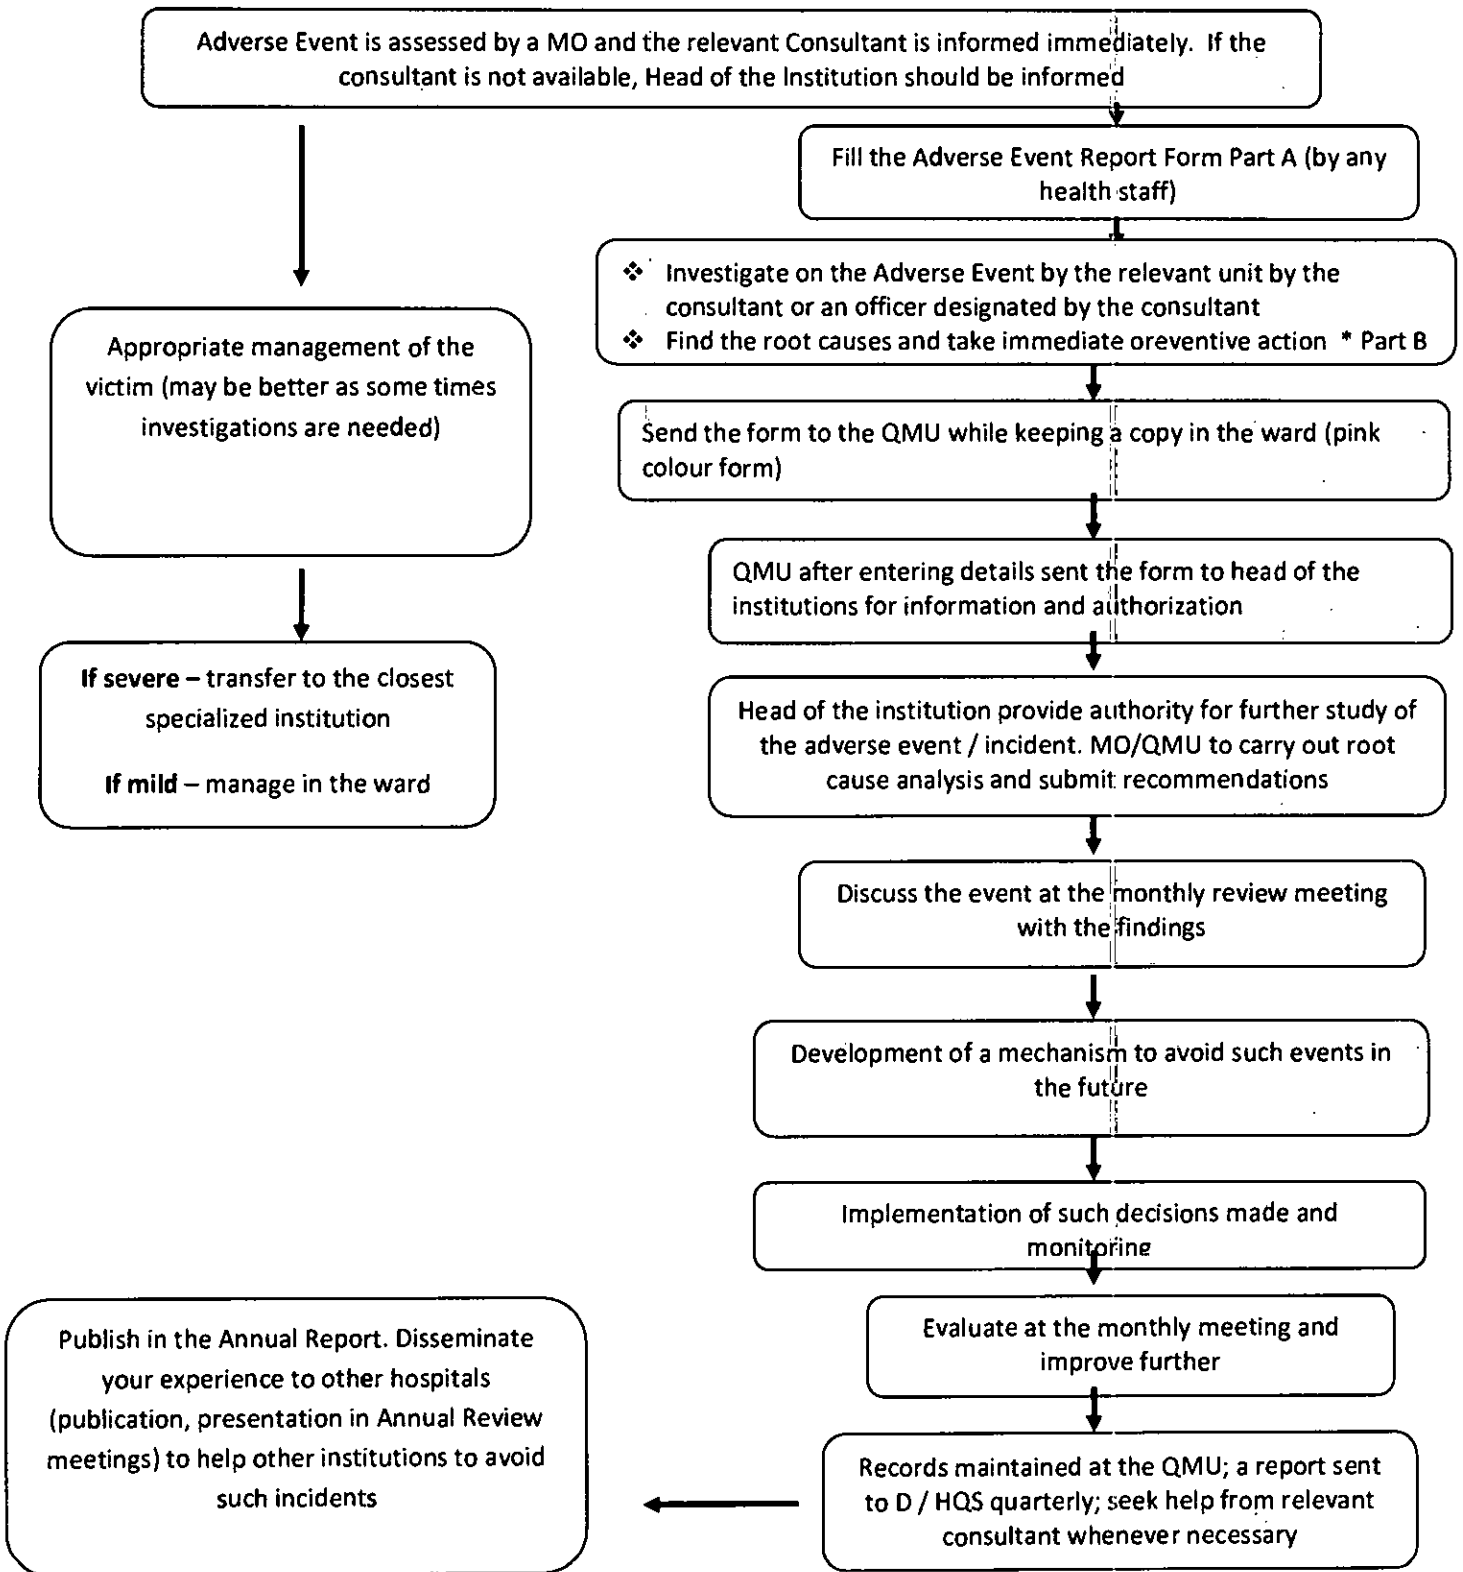 Adverse Event is assessed by a MO and the relevant Consultant is informed immediately. If the
consultant is not available, Head of the Institution should be informed
Fill the Adverse Event Report Form Part A (by any
health staff)
❖ Investigate on the Adverse Event by the relevant unit by the
consultant or an officer designated by the consultant
❖ Find the root causes and take immediate oreventive action * Part B
Appropriate management of the
victim (may be better as some times
investigations are needed)
Send the form to the QMU while keeping a copy in the ward (pink
colour form)
QMU after entering details sent the form to head of the
institutions for information and authorization
If severe – transfer to the closest
specialized institution
If mild – manage in the ward
Head of the institution provide authority for further study of
the adverse event / incident. MO/QMU to carry out root
cause analysis and submit recommendations
Discuss the event at the monthly review meeting
with the findings
Development of a mechanism to avoid such events in
the future
Implementation of such decisions made and
monitoring
Evaluate at the monthly meeting and
improve further
Records maintained at the QMU; a report sent
to D / HQS quarterly; seek help from relevant
consultant whenever necessary
Publish in the Annual Report. Disseminate
your experience to other hospitals
(publication, presentation in Annual Review
meetings) to help other institutions to avoid
such incidents